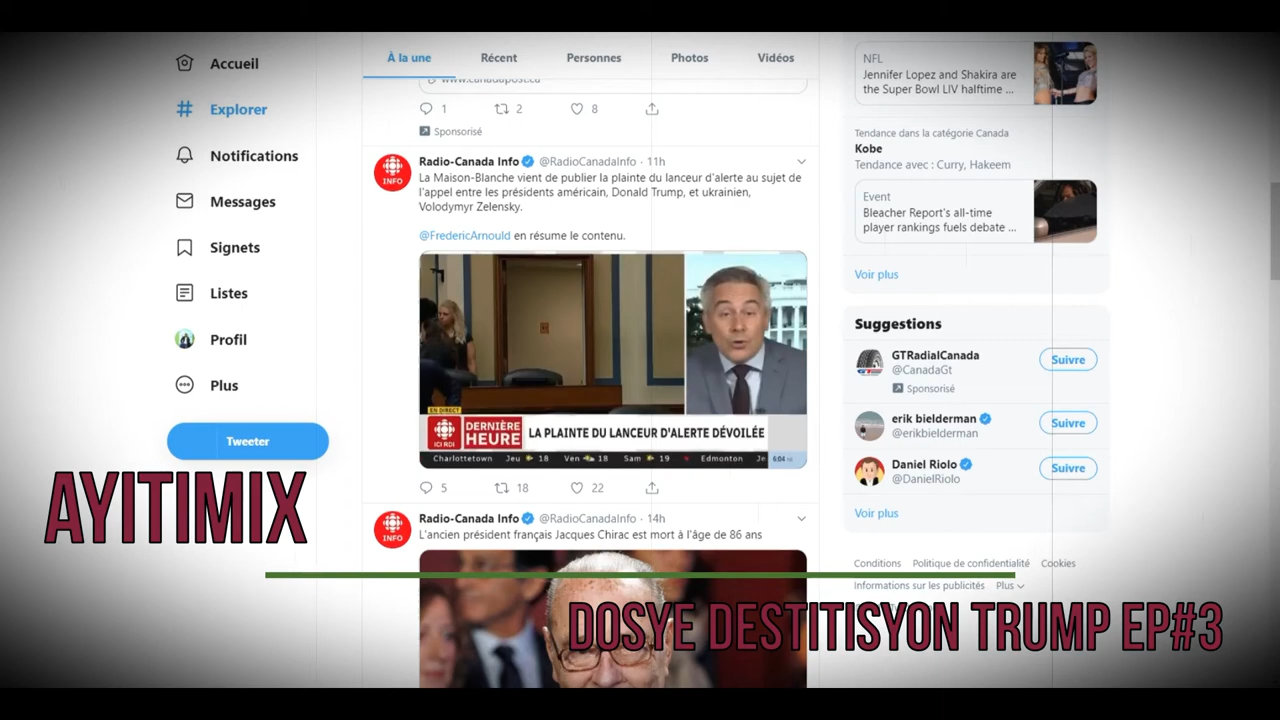 Accueil
Explorer
Notifications
Messages
Signets
Listes
Profil
Plus
Tweeter
À la une
Récent
Personnes
Photos
Vidéos
www.canadapost.ca
1
2
8
Sponsorisé
Radio-Canada Info @RadioCanadaInfo · 11h
La Maison-Blanche vient de publier la plainte du lanceur d'alerte au sujet de
l'appel entre les présidents américain, Donald Trump, et ukrainien,
Volodymyr Zelensky.
@FredericArnould en résume le contenu.
EN DIRECT
ICI RDI
DERNIÈRE
HEURE
LA PLAINTE DU LANCEUR D'ALERTE DÉVOILÉE
Charlottetown Jeu 18 Ven 18 Sam 19 Edmonton Je
6:04
5
18
22
INFO
Radio-Canada Info @RadioCanadaInfo · 14h
L'ancien président français Jacques Chirac est mort à l'âge de 86 ans
INFO
NFL
Jennifer Lopez and Shakira are
the Super Bowl LIV halftime ...
Tendance dans la catégorie Canada
Kobe
Tendance avec : Curry, Hakeem
Event
Bleacher Report's all-time
player rankings fuels debate ...
Voir plus
Suggestions
GTRadialCanada
@CanadaGt
Sponsorisé
Suivre
erik bielderman
@erikbielderman
Suivre
Daniel Riolo
@DanielRiolo
Suivre
Voir plus
Conditions Politique de confidentialité Cookies
Informations sur les publicités Plus
AYITIMIX
DOSYE DESTITISYON TRUMP EP#3